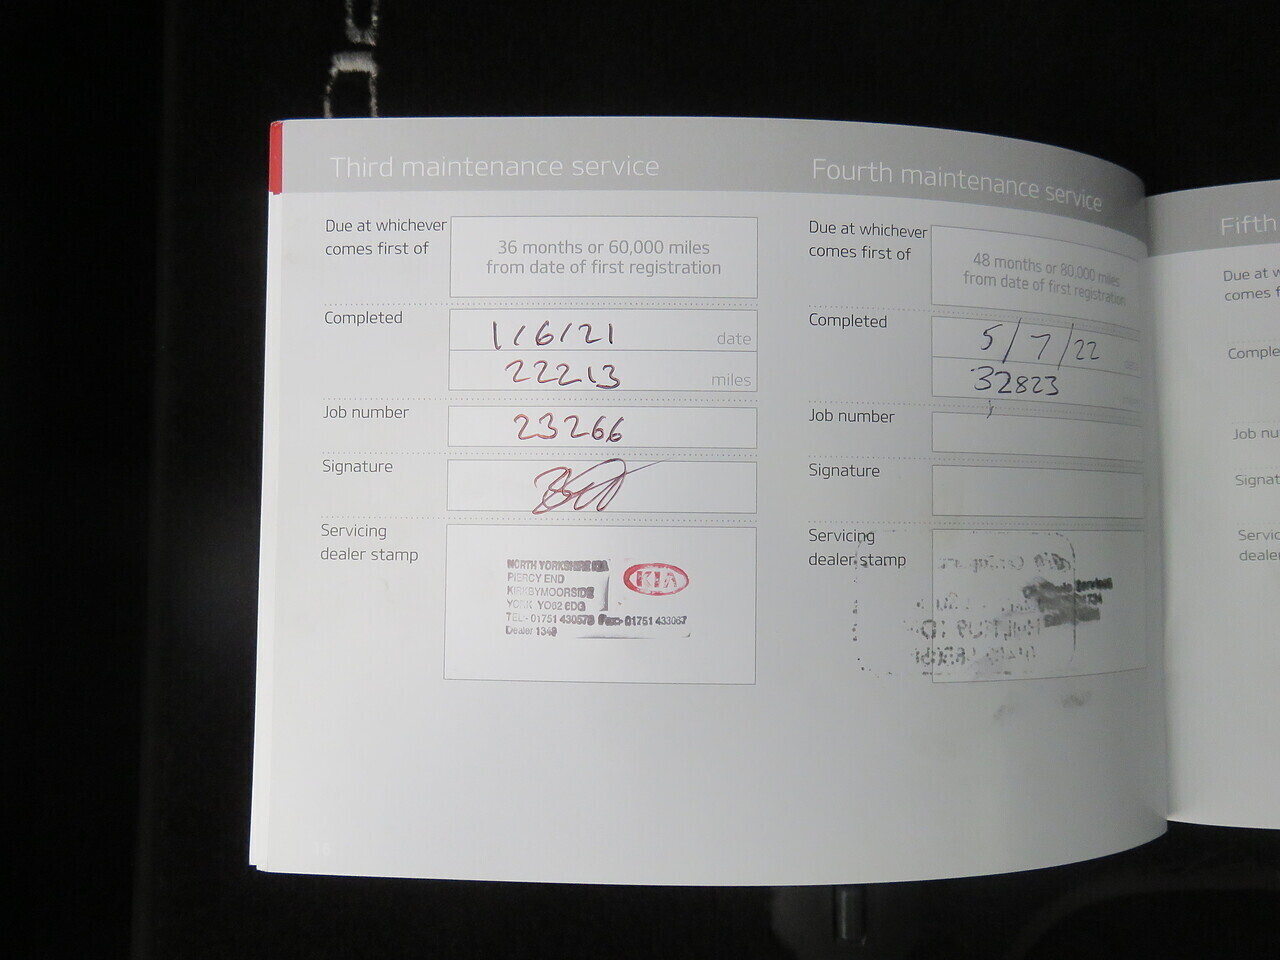 Third maintenance service
Due at whichever
comes first of
36 months or 60,000 miles
from date of first registration
Completed
1/6/21
date
22213
miles
Job number
23266
Signature
Servicing
dealer stamp
NORTH YORKSHIRE KIA
PIERCY END
KIRKBYMOORSIDE
YORK YO62 6DG
TEL:- 01751 430578 Fax:- 01751 433067
Dealer 1349
KIA
Fourth maintenance service
Due at whichever
comes first of
48 months or 80,000 miles
from date of first registration
Completed
5/7/22
32823
Job number
Signature
Servicing
dealer stamp
Fifth
Due at w
comes f
Comple
Job nu
Signat
Servic
dealer